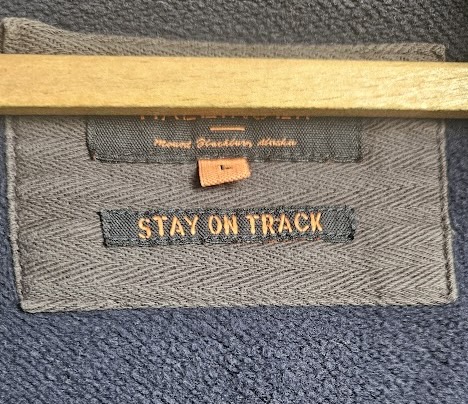 Mount Blackburn, Alaska
L
STAY ON TRACK